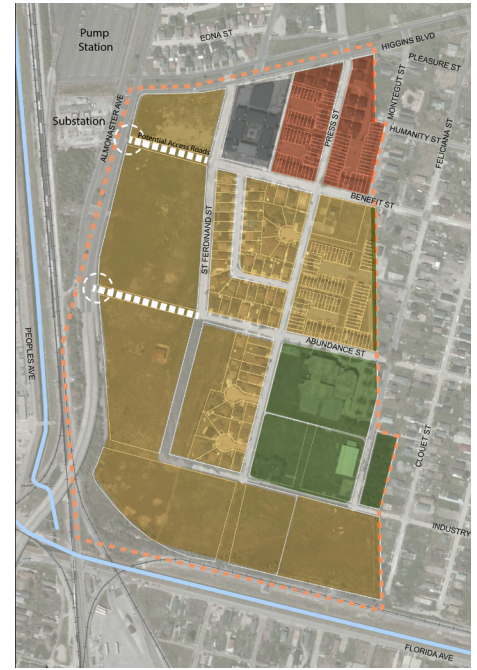 Pump
Station
EDNA ST
HIGGINS BLVD
PLEASURE ST
MONTEGUT ST
Substation
ALMONASTER AVE
Potential Access Roads
PRESS ST
HUMANITY ST
FELICIANA ST
BENEFIT ST
ST FERDINAND ST
ABUNDANCE ST
PEOPLES AVE
CLOUET ST
INDUSTRY
FLORIDA AVE